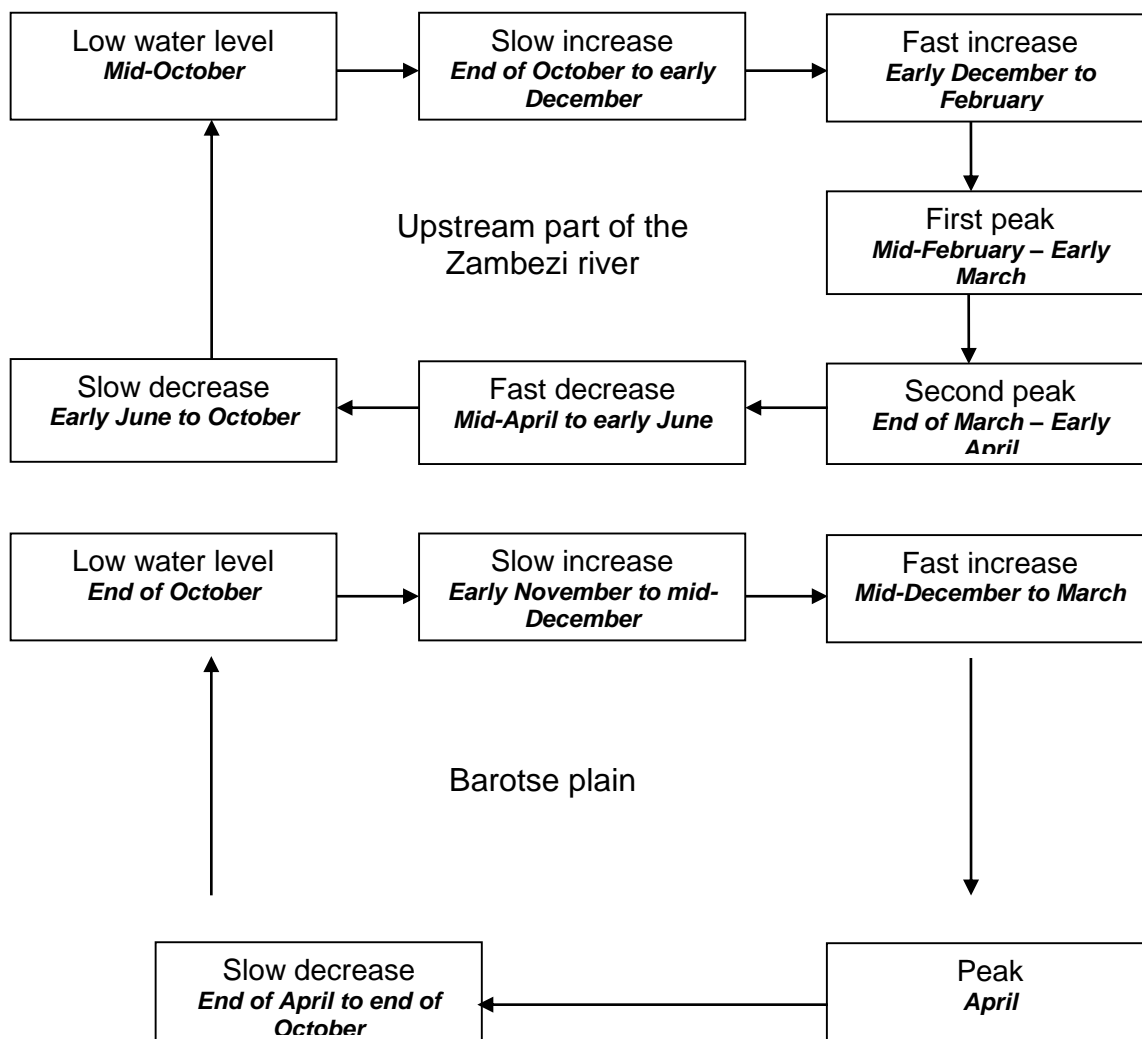 Low water level
Mid-October
Slow increase
End of October to early
December
Fast increase
Early December to
February
First peak
Mid-February – Early
March
Upstream part of the
Zambezi river
Slow decrease
Early June to October
Fast decrease
Mid-April to early June
Second peak
End of March – Early
April
Low water level
End of October
Slow increase
Early November to mid-
December
Fast increase
Mid-December to March
Barotse plain
Slow decrease
End of April to end of
October
Peak
April